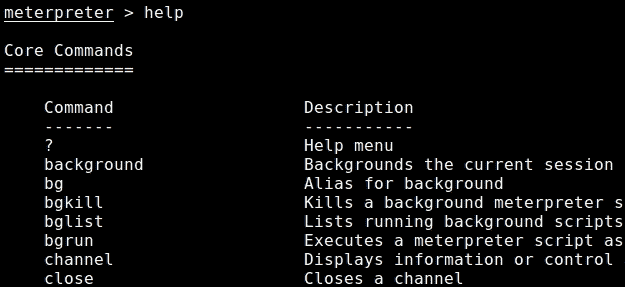 meterpreter > help
Core Commands
=============
Command Description
------- -----------
? Help menu
background Backgrounds the current session
bg Alias for background
bgkill Kills a background meterpreter s
bglist Lists running background scripts
bgrun Executes a meterpreter script as
channel Displays information or control
close Closes a channel